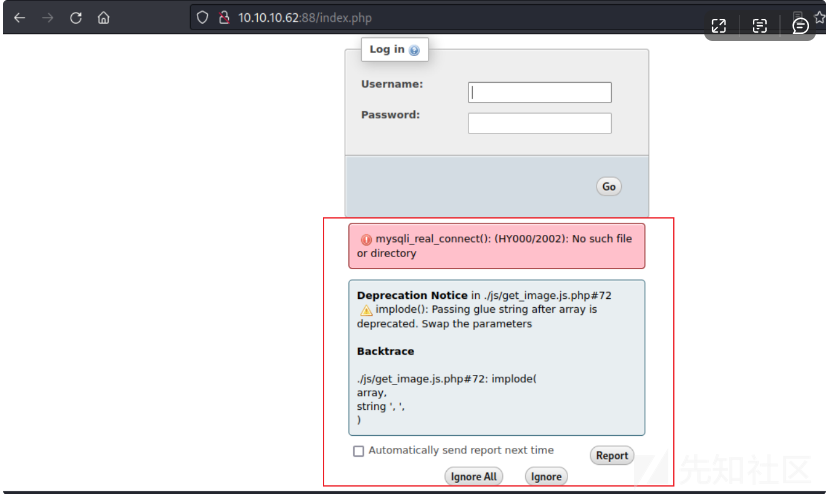 10.10.10.62:88/index.php
Log in
Username:
Password:
Go
mysqli_real_connect(): (HY000/2002): No such file
or directory
Deprecation Notice in ./js/get_image.js.php#72
implode(): Passing glue string after array is
deprecated. Swap the parameters
Backtrace
./js/get_image.js.php#72: implode(
array,
string ', ',
)
Automatically send report next time
Report
Ignore All
Ignore
先知社区